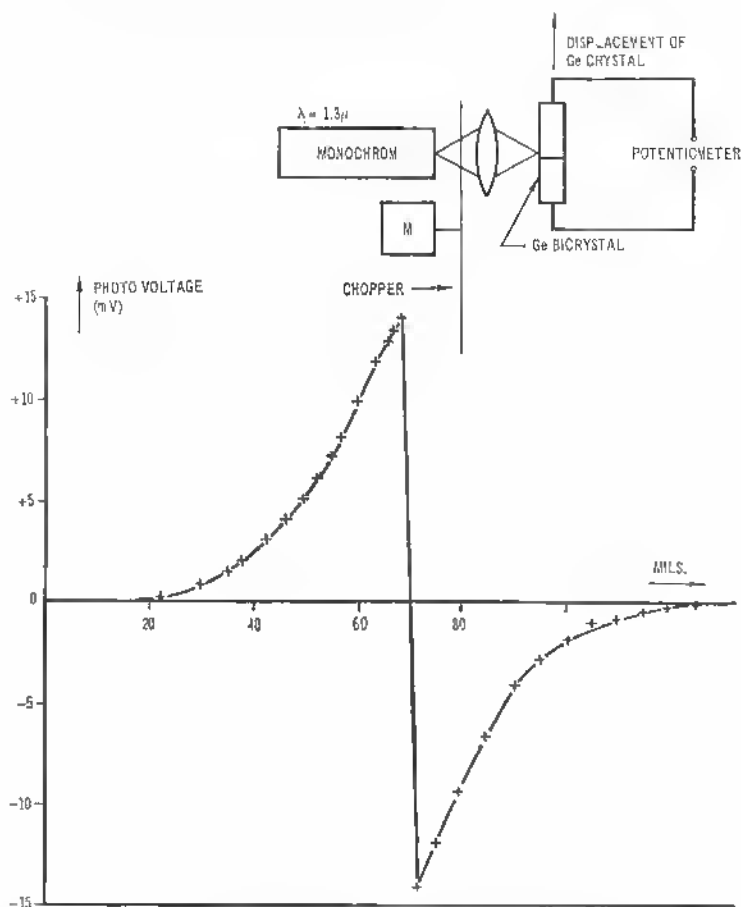 DISPLACEMENT OF
Ge CRYSTAL
λ = 1.3μ
MONOCHROM
POTENTIOMETER
M
Ge BICRYSTAL
CHOPPER
PHOTO VOLTAGE
(mV)
+15
+10
+5
0
-5
-10
-15
MILS.
20
40
60
80